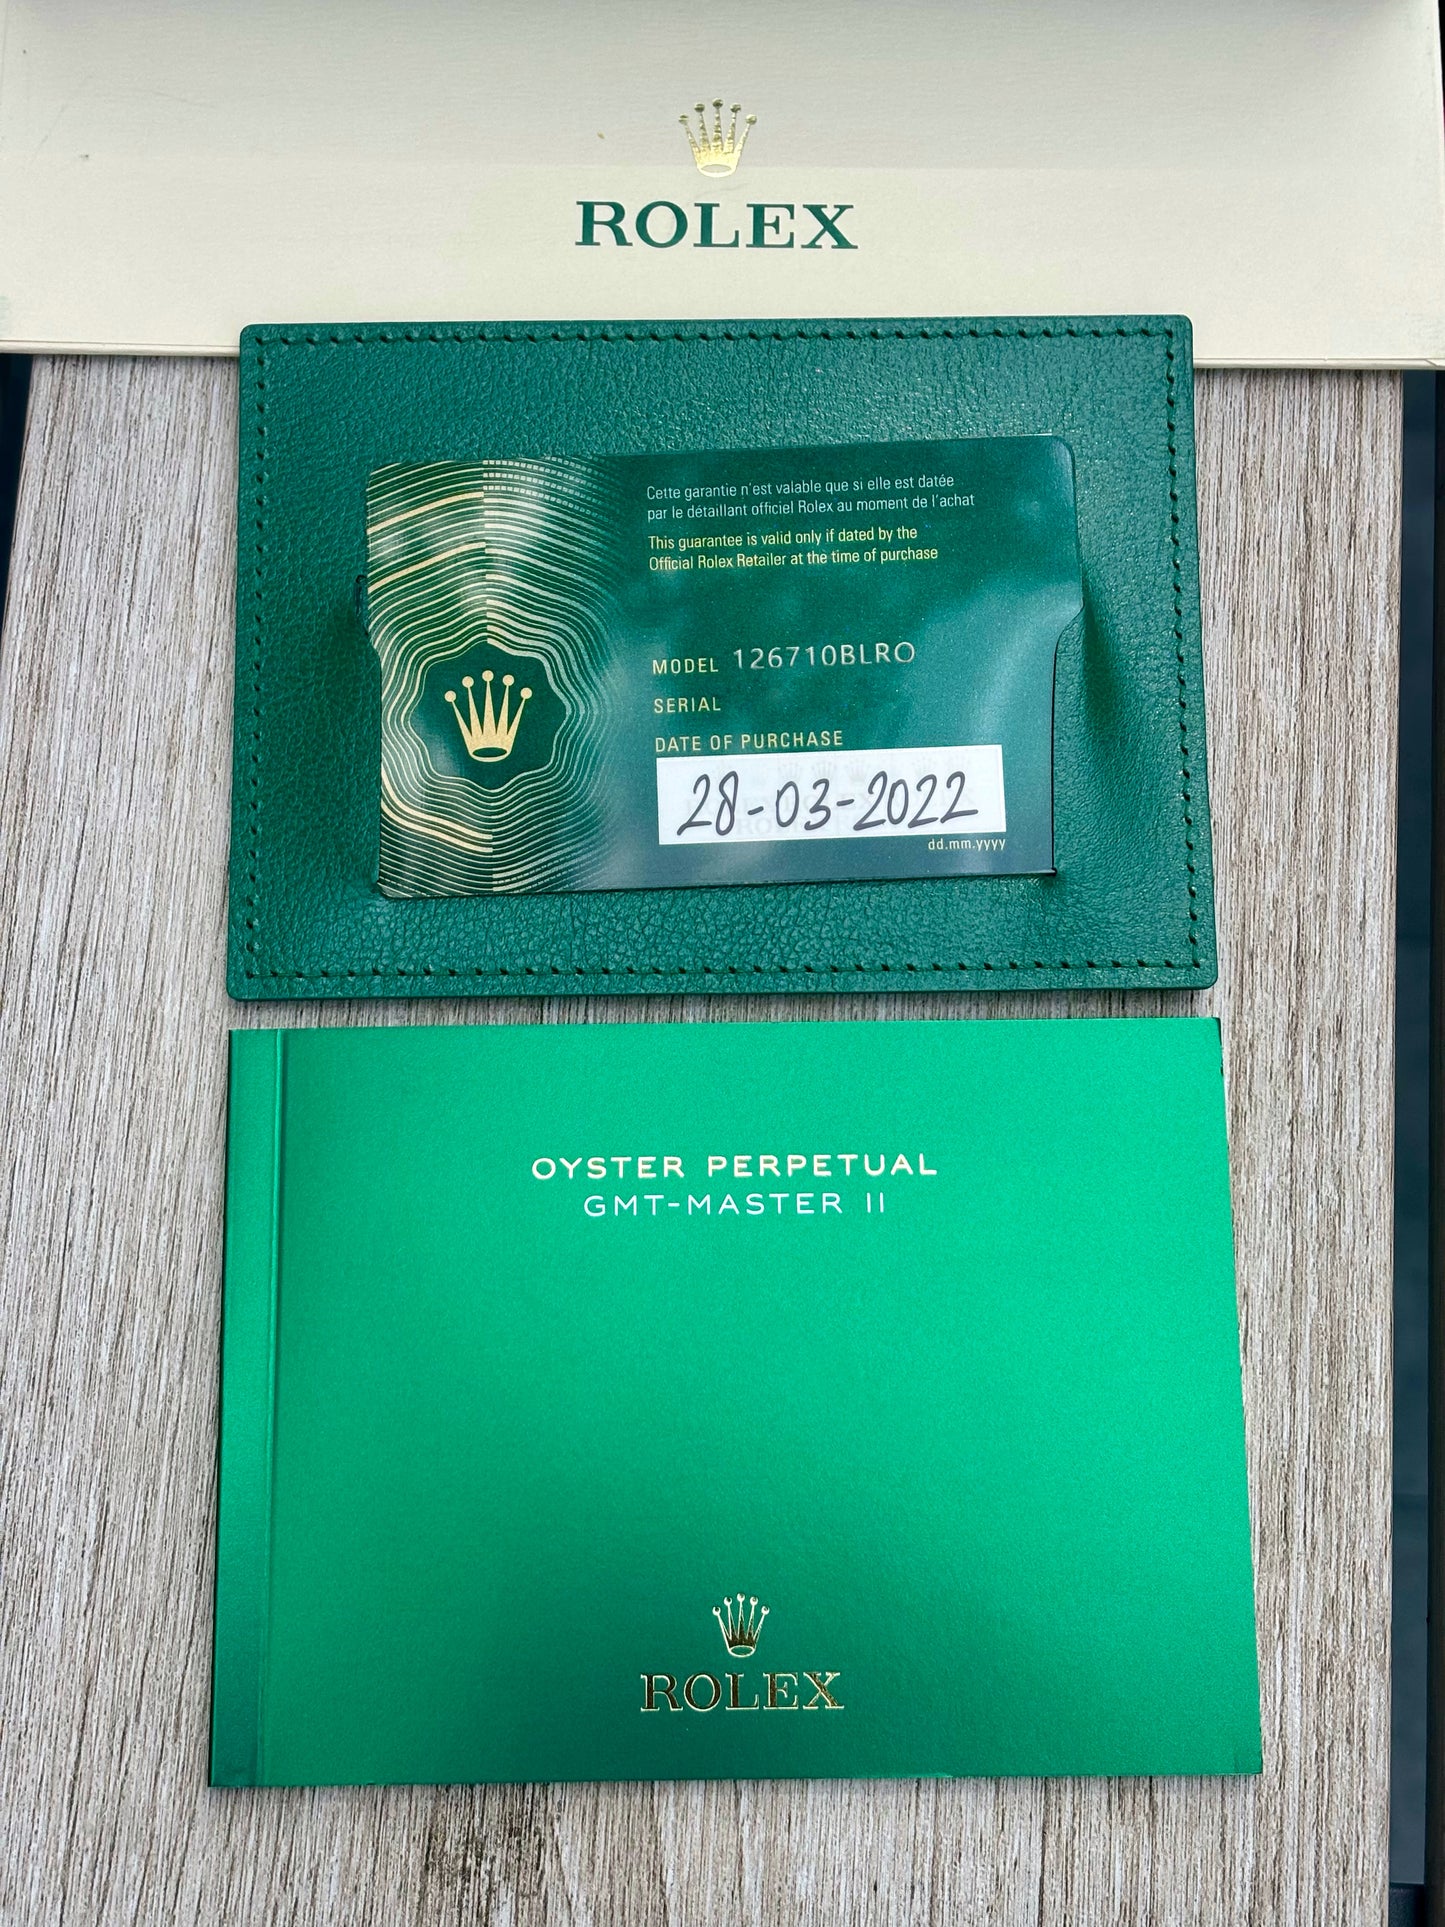 ROLEX
Cette garantie n'est valable que si elle est datée
par le détaillant officiel Rolex au moment de l'achat
This guarantee is valid only if dated by the
Official Rolex Retailer at the time of purchase
MODEL 126710BLRO
SERIAL
DATE OF PURCHASE
28-03-2022
dd.mm.yyyy
OYSTER PERPETUAL
GMT-MASTER II
ROLEX